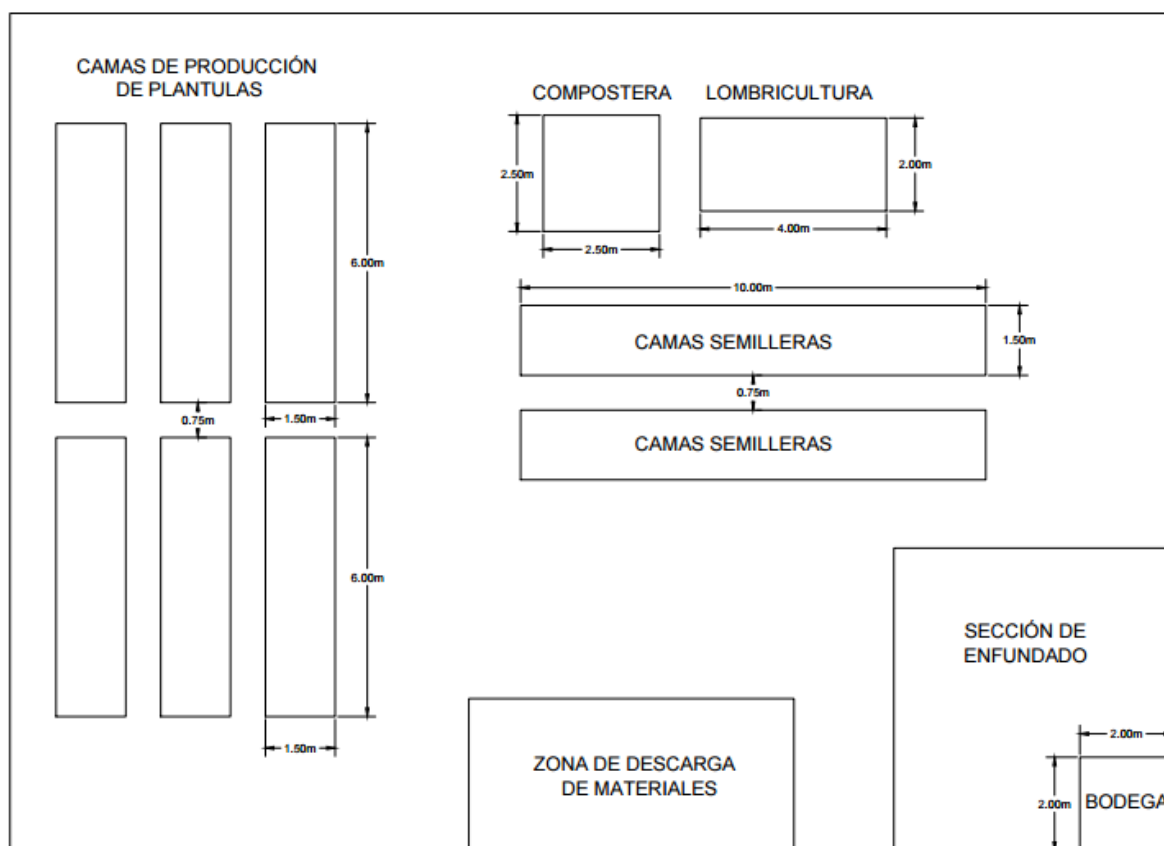 CAMAS DE PRODUCCIÓN
DE PLANTULAS
6.00m
0.75m
1.50m
6.00m
1.50m
COMPOSTERA
2.50m
2.50m
LOMBRICULTURA
2.00m
4.00m
10.00m
CAMAS SEMILLERAS
1.50m
0.75m
CAMAS SEMILLERAS
SECCIÓN DE
ENFUNDADO
ZONA DE DESCARGA
DE MATERIALES
2.00m
2.00m
BODEGA